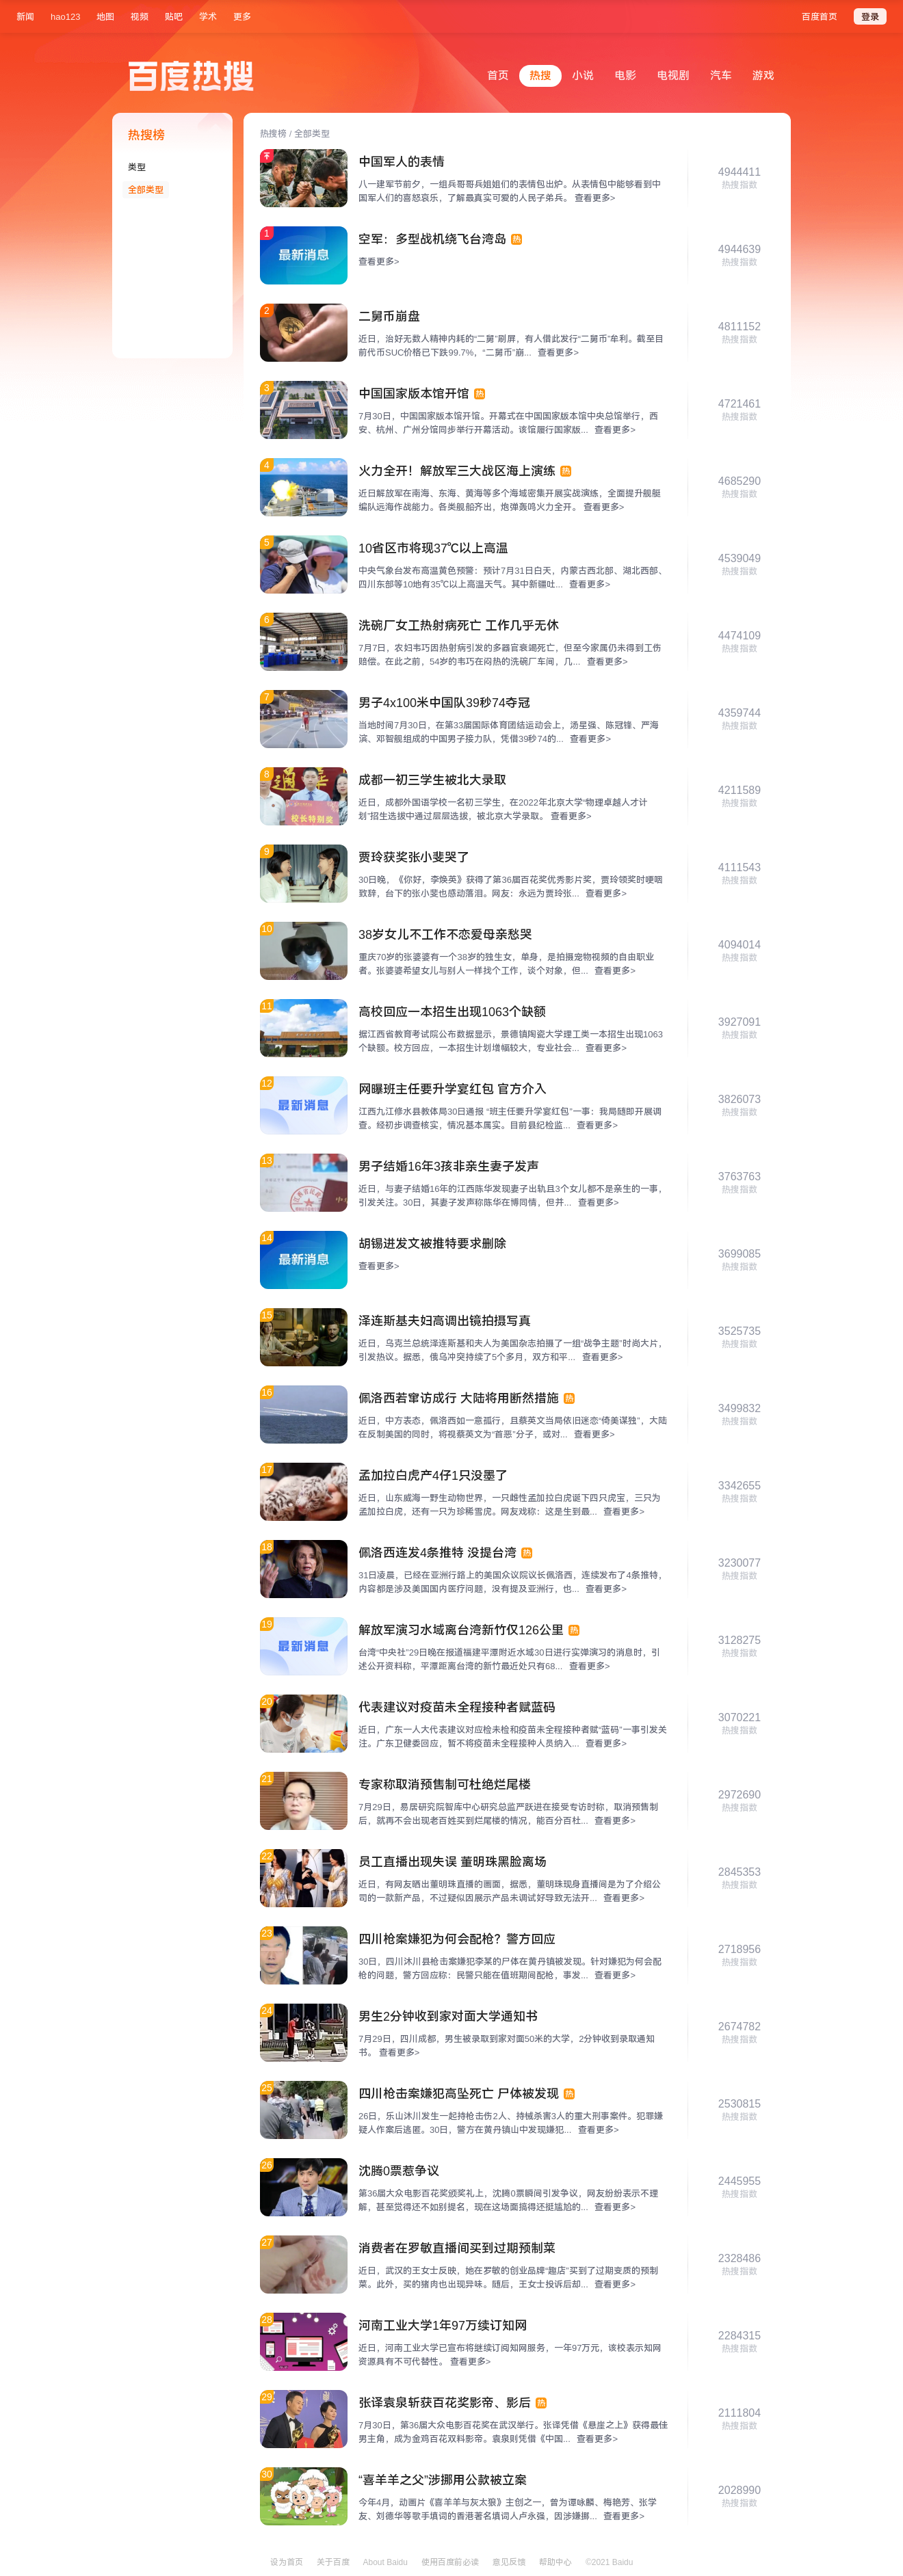 新闻 hao123 地图 视频 贴吧 学术 更多 百度首页 登录
百度热搜
首页 热搜 小说 电影 电视剧 汽车 游戏
热搜榜
类型
全部类型
热搜榜 / 全部类型
中国军人的表情
八一建军节前夕，一组兵哥哥兵姐姐们的表情包出炉。从表情包中能够看到中
国军人们的喜怒哀乐，了解最真实可爱的人民子弟兵。 查看更多>
4944411
热搜指数
1
最新消息
空军：多型战机绕飞台湾岛 热
查看更多>
4944639
热搜指数
2
二舅币崩盘
近日，治好无数人精神内耗的“二舅”刷屏，有人借此发行“二舅币”牟利。截至目
前代币SUC价格已下跌99.7%，“二舅币”崩... 查看更多>
4811152
热搜指数
3
中国国家版本馆开馆 热
7月30日，中国国家版本馆开馆。开幕式在中国国家版本馆中央总馆举行，西
安、杭州、广州分馆同步举行开幕活动。该馆履行国家版... 查看更多>
4721461
热搜指数
4
火力全开！解放军三大战区海上演练 热
近日解放军在南海、东海、黄海等多个海域密集开展实战演练，全面提升舰艇
编队远海作战能力。各类舰船齐出，炮弹轰鸣火力全开。 查看更多>
4685290
热搜指数
5
10省区市将现37℃以上高温
中央气象台发布高温黄色预警：预计7月31日白天，内蒙古西北部、湖北西部、
四川东部等10地有35℃以上高温天气。其中新疆吐... 查看更多>
4539049
热搜指数
6
洗碗厂女工热射病死亡 工作几乎无休
7月7日，农妇韦巧因热射病引发的多器官衰竭死亡，但至今家属仍未得到工伤
赔偿。在此之前，54岁的韦巧在闷热的洗碗厂车间，几... 查看更多>
4474109
热搜指数
7
男子4x100米中国队39秒74夺冠
当地时间7月30日，在第33届国际体育团结运动会上，汤星强、陈冠锋、严海
滨、邓智舰组成的中国男子接力队，凭借39秒74的... 查看更多>
4359744
热搜指数
8
校长特别奖
成都一初三学生被北大录取
近日，成都外国语学校一名初三学生，在2022年北京大学“物理卓越人才计
划”招生选拔中通过层层选拔，被北京大学录取。 查看更多>
4211589
热搜指数
9
贾玲获奖张小斐哭了
30日晚，《你好，李焕英》获得了第36届百花奖优秀影片奖，贾玲领奖时哽咽
致辞，台下的张小斐也感动落泪。网友：永远为贾玲张... 查看更多>
4111543
热搜指数
10
38岁女儿不工作不恋爱母亲愁哭
重庆70岁的张婆婆有一个38岁的独生女，单身，是拍摄宠物视频的自由职业
者。张婆婆希望女儿与别人一样找个工作，谈个对象，但... 查看更多>
4094014
热搜指数
11
高校回应一本招生出现1063个缺额
据江西省教育考试院公布数据显示，景德镇陶瓷大学理工类一本招生出现1063
个缺额。校方回应，一本招生计划增幅较大，专业社会... 查看更多>
3927091
热搜指数
12
最新消息
网曝班主任要升学宴红包 官方介入
江西九江修水县教体局30日通报 “班主任要升学宴红包”一事：我局随即开展调
查。经初步调查核实，情况基本属实。目前县纪检监... 查看更多>
3826073
热搜指数
13
男子结婚16年3孩非亲生妻子发声
近日，与妻子结婚16年的江西陈华发现妻子出轨且3个女儿都不是亲生的一事，
引发关注。30日，其妻子发声称陈华在博同情，但开... 查看更多>
3763763
热搜指数
14
最新消息
胡锡进发文被推特要求删除
查看更多>
3699085
热搜指数
15
泽连斯基夫妇高调出镜拍摄写真
近日，乌克兰总统泽连斯基和夫人为美国杂志拍摄了一组“战争主题”时尚大片，
引发热议。据悉，俄乌冲突持续了5个多月，双方和平... 查看更多>
3525735
热搜指数
16
佩洛西若窜访成行 大陆将用断然措施 热
近日，中方表态，佩洛西如一意孤行，且蔡英文当局依旧迷恋“倚美谋独”，大陆
在反制美国的同时，将视蔡英文为“首恶”分子，或对... 查看更多>
3499832
热搜指数
17
孟加拉白虎产4仔1只没墨了
近日，山东威海一野生动物世界，一只雌性孟加拉白虎诞下四只虎宝，三只为
孟加拉白虎，还有一只为珍稀雪虎。网友戏称：这是生到最... 查看更多>
3342655
热搜指数
18
佩洛西连发4条推特 没提台湾 热
31日凌晨，已经在亚洲行路上的美国众议院议长佩洛西，连续发布了4条推特，
内容都是涉及美国国内医疗问题，没有提及亚洲行，也... 查看更多>
3230077
热搜指数
19
最新消息
解放军演习水域离台湾新竹仅126公里 热
台湾“中央社”29日晚在报道福建平潭附近水域30日进行实弹演习的消息时，引
述公开资料称，平潭距离台湾的新竹最近处只有68... 查看更多>
3128275
热搜指数
20
代表建议对疫苗未全程接种者赋蓝码
近日，广东一人大代表建议对应检未检和疫苗未全程接种者赋“蓝码”一事引发关
注。广东卫健委回应，暂不将疫苗未全程接种人员纳入... 查看更多>
3070221
热搜指数
21
专家称取消预售制可杜绝烂尾楼
7月29日，易居研究院智库中心研究总监严跃进在接受专访时称，取消预售制
后，就再不会出现老百姓买到烂尾楼的情况，能百分百杜... 查看更多>
2972690
热搜指数
22
员工直播出现失误 董明珠黑脸离场
近日，有网友晒出董明珠直播的画面，据悉，董明珠现身直播间是为了介绍公
司的一款新产品，不过疑似因展示产品未调试好导致无法开... 查看更多>
2845353
热搜指数
23
四川枪案嫌犯为何会配枪？警方回应
30日，四川沐川县枪击案嫌犯李某的尸体在黄丹镇被发现。针对嫌犯为何会配
枪的问题，警方回应称：民警只能在值班期间配枪，事发... 查看更多>
2718956
热搜指数
24
男生2分钟收到家对面大学通知书
7月29日，四川成都，男生被录取到家对面50米的大学，2分钟收到录取通知
书。 查看更多>
2674782
热搜指数
25
四川枪击案嫌犯高坠死亡 尸体被发现 热
26日，乐山沐川发生一起持枪击伤2人、持械杀害3人的重大刑事案件。犯罪嫌
疑人作案后逃匿。30日，警方在黄丹镇山中发现嫌犯... 查看更多>
2530815
热搜指数
26
沈腾0票惹争议
第36届大众电影百花奖颁奖礼上，沈腾0票瞬间引发争议，网友纷纷表示不理
解，甚至觉得还不如别提名，现在这场面搞得还挺尴尬的... 查看更多>
2445955
热搜指数
27
消费者在罗敏直播间买到过期预制菜
近日，武汉的王女士反映，她在罗敏的创业品牌“趣店”买到了过期变质的预制
菜。此外，买的猪肉也出现异味。随后，王女士投诉后却... 查看更多>
2328486
热搜指数
28
河南工业大学1年97万续订知网
近日，河南工业大学已宣布将继续订阅知网服务，一年97万元，该校表示知网
资源具有不可代替性。 查看更多>
2284315
热搜指数
29
张译袁泉斩获百花奖影帝、影后 热
7月30日，第36届大众电影百花奖在武汉举行。张译凭借《悬崖之上》获得最佳
男主角，成为金鸡百花双料影帝。袁泉则凭借《中国... 查看更多>
2111804
热搜指数
30
“喜羊羊之父”涉挪用公款被立案
今年4月，动画片《喜羊羊与灰太狼》主创之一，曾为谭咏麟、梅艳芳、张学
友、刘德华等歌手填词的香港著名填词人卢永强，因涉嫌挪... 查看更多>
2028990
热搜指数
设为首页 关于百度 About Baidu 使用百度前必读 意见反馈 帮助中心 ©2021 Baidu